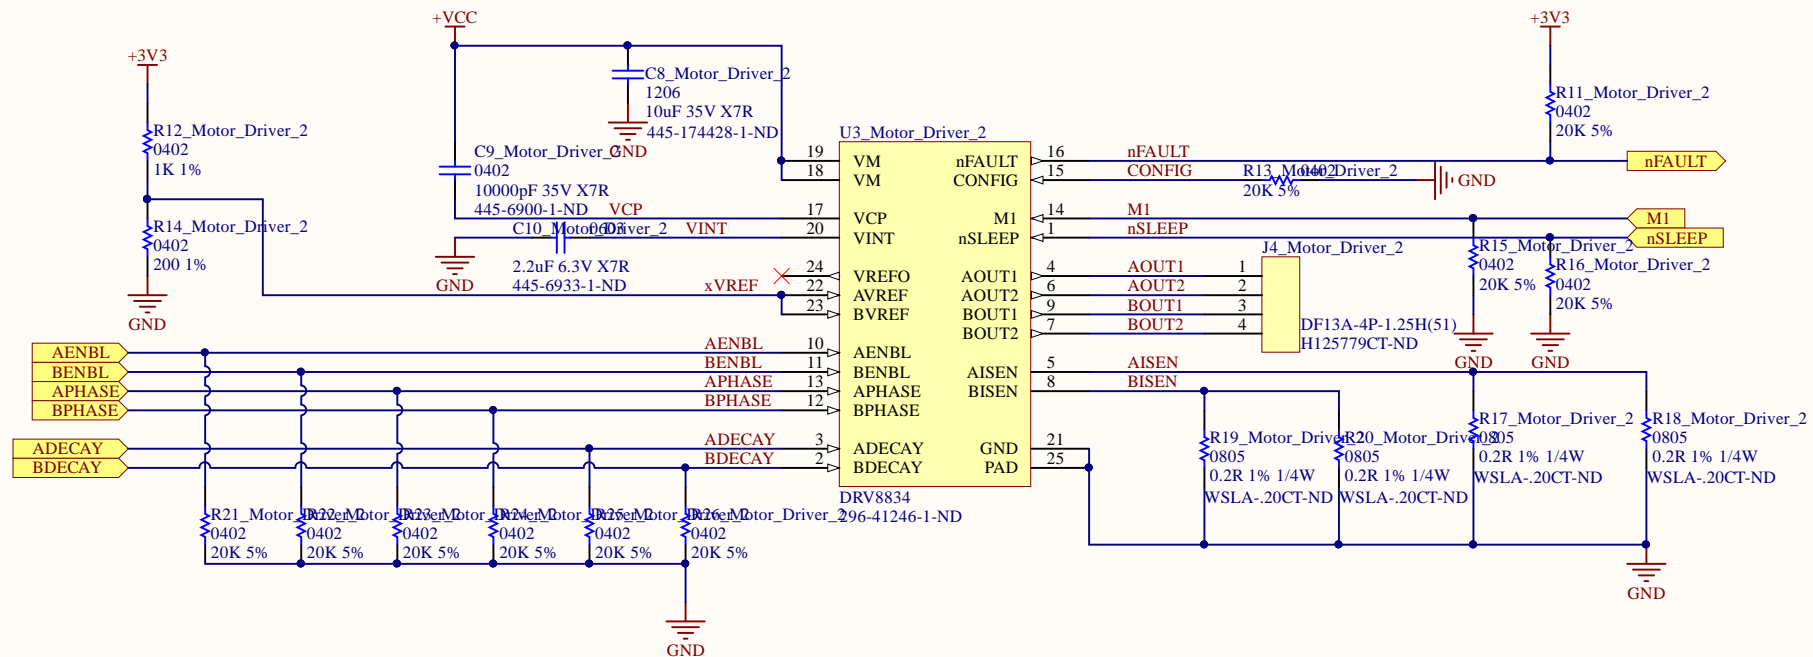 +VCC
+3V3
+3V3
C8_Motor_Driver_2
1206
10uF 35V X7R
445-174428-1-ND
GND
R12_Motor_Driver_2
0402
1K 1%
R11_Motor_Driver_2
0402
20K 5%
C9_Motor_Driver_2
0402
10000pF 35V X7R
445-6900-1-ND
VCP
C10_Motor_Driver_2
0603
VINT
2.2uF 6.3V X7R
445-6933-1-ND
GND
R14_Motor_Driver_2
0402
200 1%
GND
xVREF
U3_Motor_Driver_2
19 VM
18 VM
17 VCP
20 VINT
24 VREFO
22 AVREF
23 BVREF
10 AENBL
11 BENBL
13 APHASE
12 BPHASE
3 ADECAY
2 BDECAY
nFAULT 16
CONFIG 15
M1 14
nSLEEP 1
AOUT1 4
AOUT2 6
BOUT1 9
BOUT2 7
AISEN 5
BISEN 8
GND 21
PAD 25
DRV8834
296-41246-1-ND
nFAULT
CONFIG
M1
nSLEEP
AOUT1
AOUT2
BOUT1
BOUT2
AISEN
BISEN
R13_Motor_Driver_2
0402
20K 5%
GND
nFAULT
M1
nSLEEP
J4_Motor_Driver_2
1
2
3
4
DF13A-4P-1.25H(51)
H125779CT-ND
R15_Motor_Driver_2
0402
20K 5%
GND
R16_Motor_Driver_2
0402
20K 5%
GND
AENBL
BENBL
APHASE
BPHASE
ADECAY
BDECAY
AENBL
BENBL
APHASE
BPHASE
ADECAY
BDECAY
R19_Motor_Driver_2
0805
0.2R 1% 1/4W
WSLA-.20CT-ND
R20_Motor_Driver_2
0805
0.2R 1% 1/4W
WSLA-.20CT-ND
R17_Motor_Driver_2
0805
0.2R 1% 1/4W
WSLA-.20CT-ND
R18_Motor_Driver_2
0805
0.2R 1% 1/4W
WSLA-.20CT-ND
GND
R21_Motor_Driver_2
0402
20K 5%
R22_Motor_Driver_2
0402
20K 5%
R23_Motor_Driver_2
0402
20K 5%
R24_Motor_Driver_2
0402
20K 5%
R25_Motor_Driver_2
0402
20K 5%
R26_Motor_Driver_2
0402
20K 5%
GND